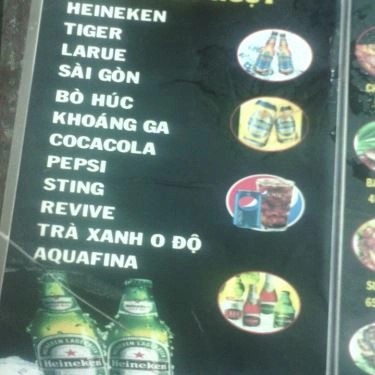 HEINEKEN
TIGER
LARUE
SÀI GÒN
BÒ HÚC
KHOÁNG GA
COCACOLA
PEPSI
STING
REVIVE
TRÀ XANH O ĐỘ
AQUAFINA
Heineken
Heineken